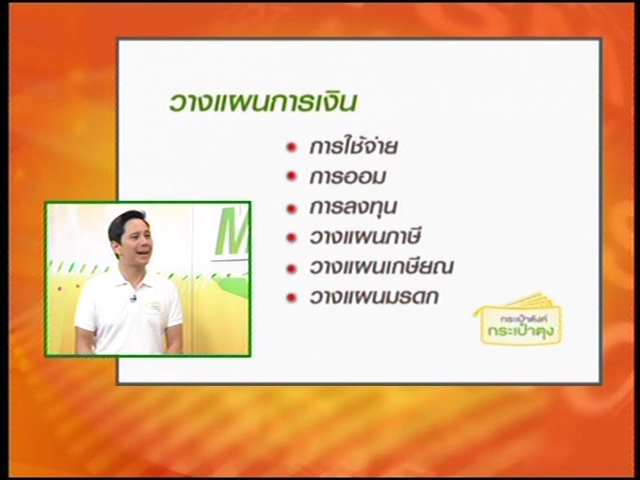 วางแผนการเงิน
การใช้จ่าย
การออม
การลงทุน
วางแผนภาษี
วางแผนเกษียณ
วางแผนมรดก
M
กระเป๋าตังค์
กระเป๋าตุง